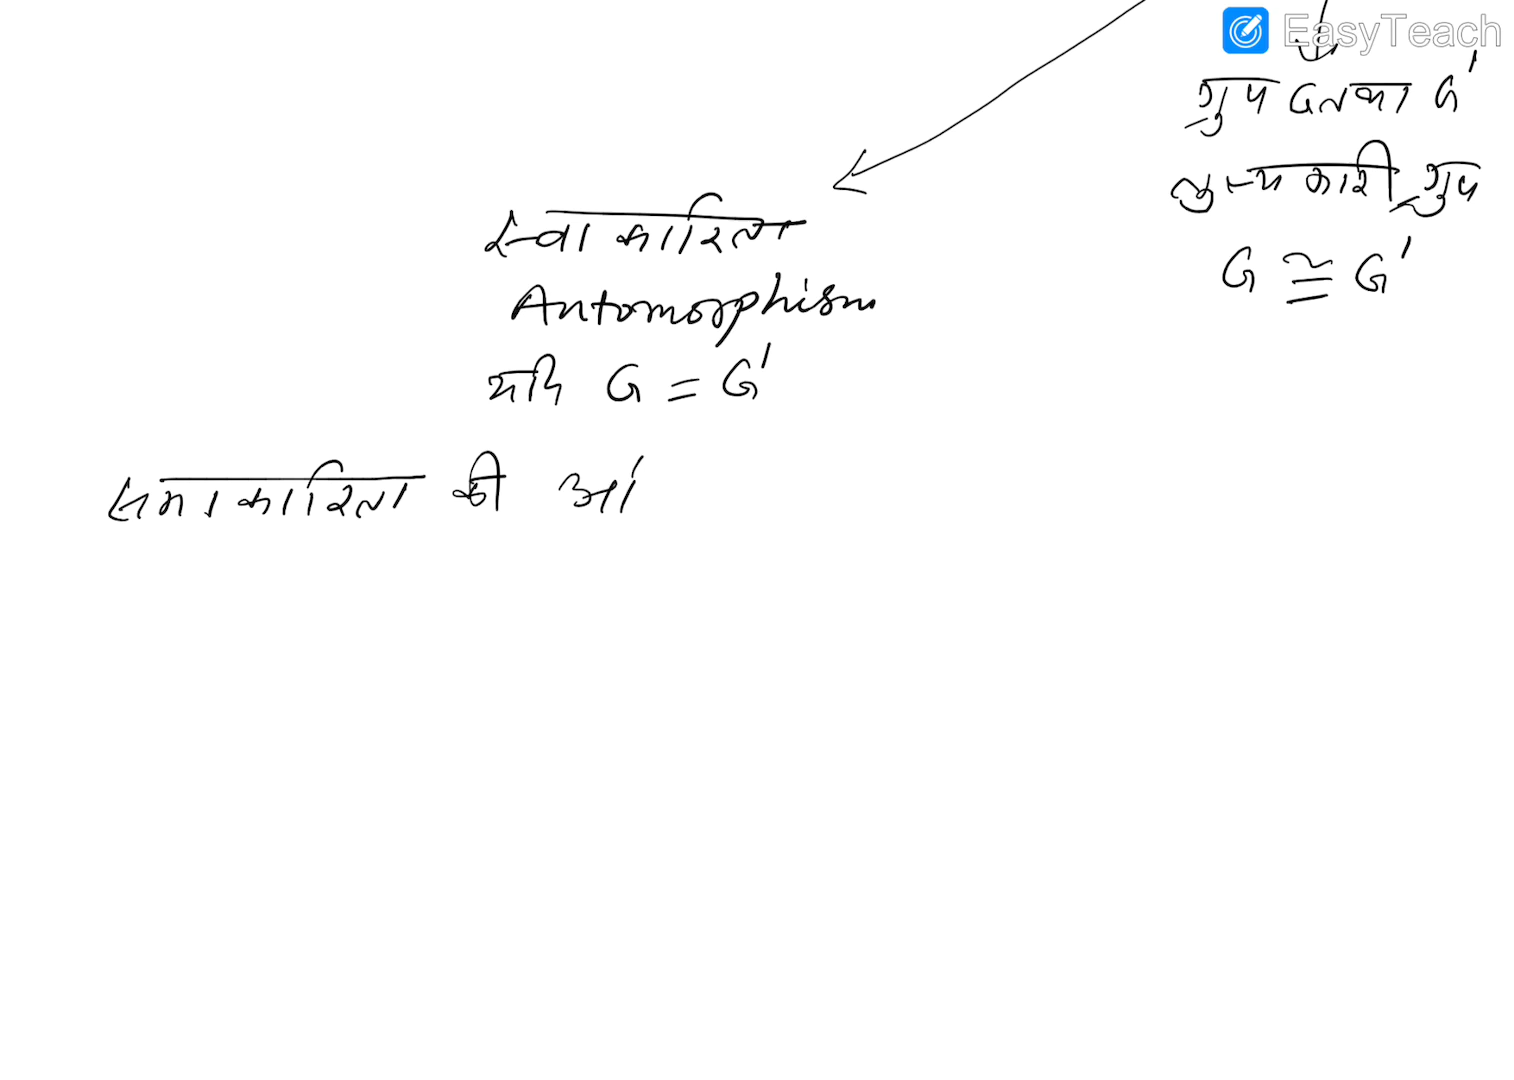 EasyTeach
ग्रुप G तथा G'
तुल्यकारी ग्रुप
G ≅ G'
स्वाकारिता
Automorphism
यदि G = G'
समाकारिता की